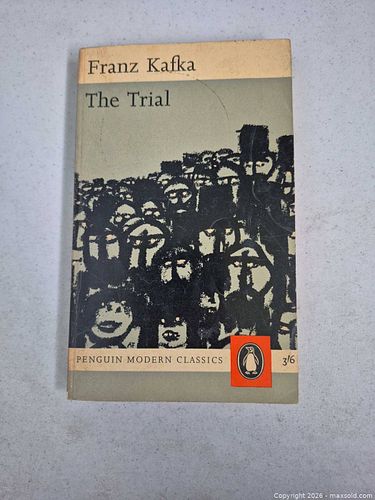 Franz Kafka
The Trial
PENGUIN MODERN CLASSICS
3/6
Copyright 2026 - maxsold.com